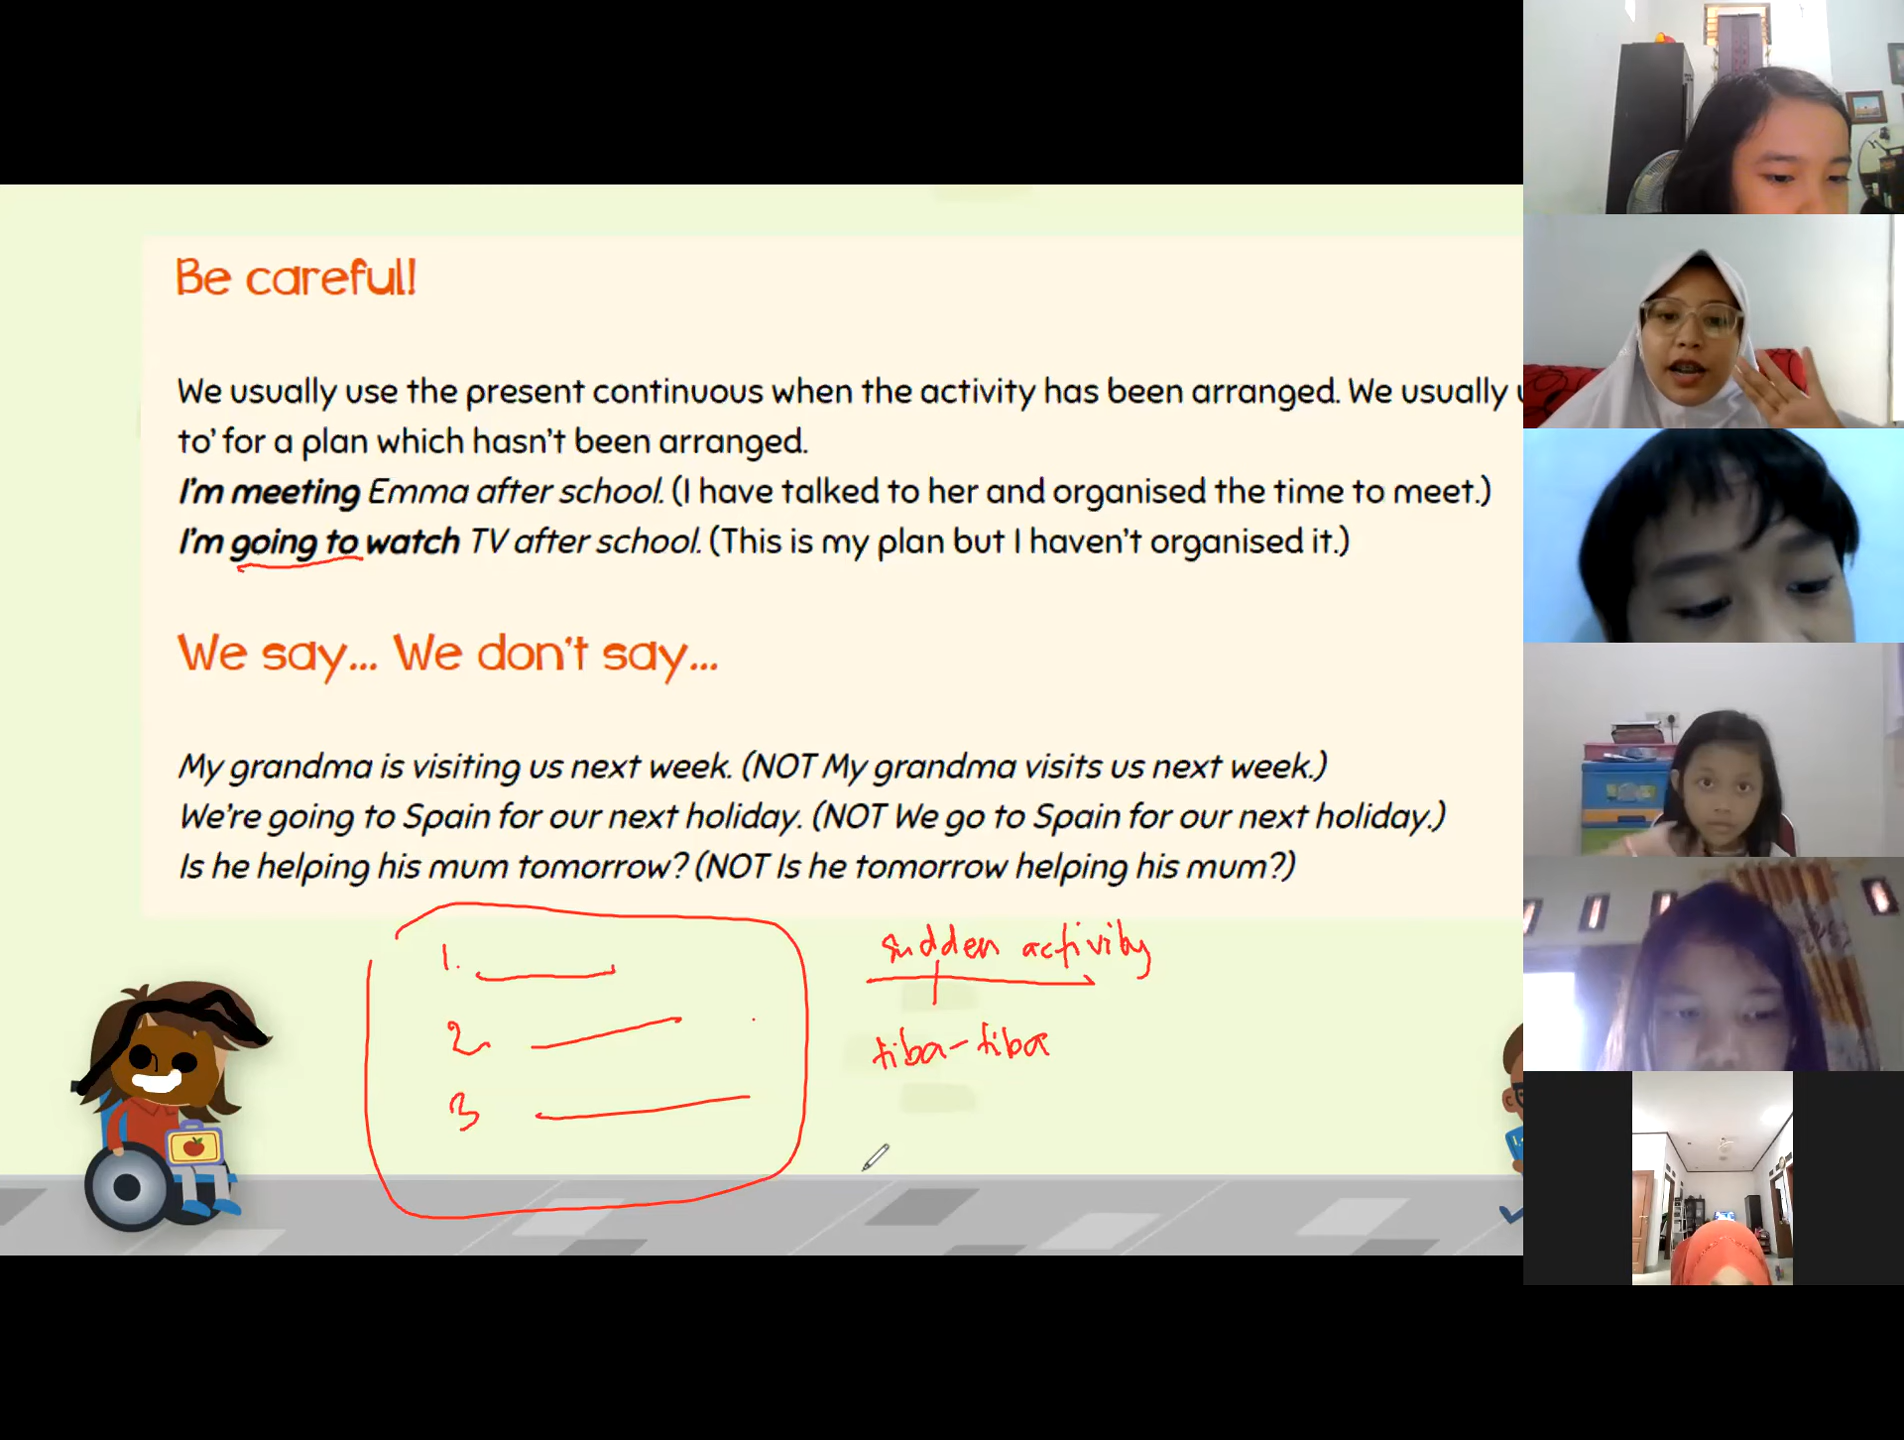 Be careful!
We usually use the present continuous when the activity has been arranged. We usually
to' for a plan which hasn't been arranged.
I'm meeting Emma after school. (I have talked to her and organised the time to meet.)
I'm going to watch TV after school. (This is my plan but I haven't organised it.)
We say... We don't say...
My grandma is visiting us next week. (NOT My grandma visits us next week.)
We're going to Spain for our next holiday. (NOT We go to Spain for our next holiday.)
Is he helping his mum tomorrow? (NOT Is he tomorrow helping his mum?)
1.
2.
3
sudden activity
tiba-tiba